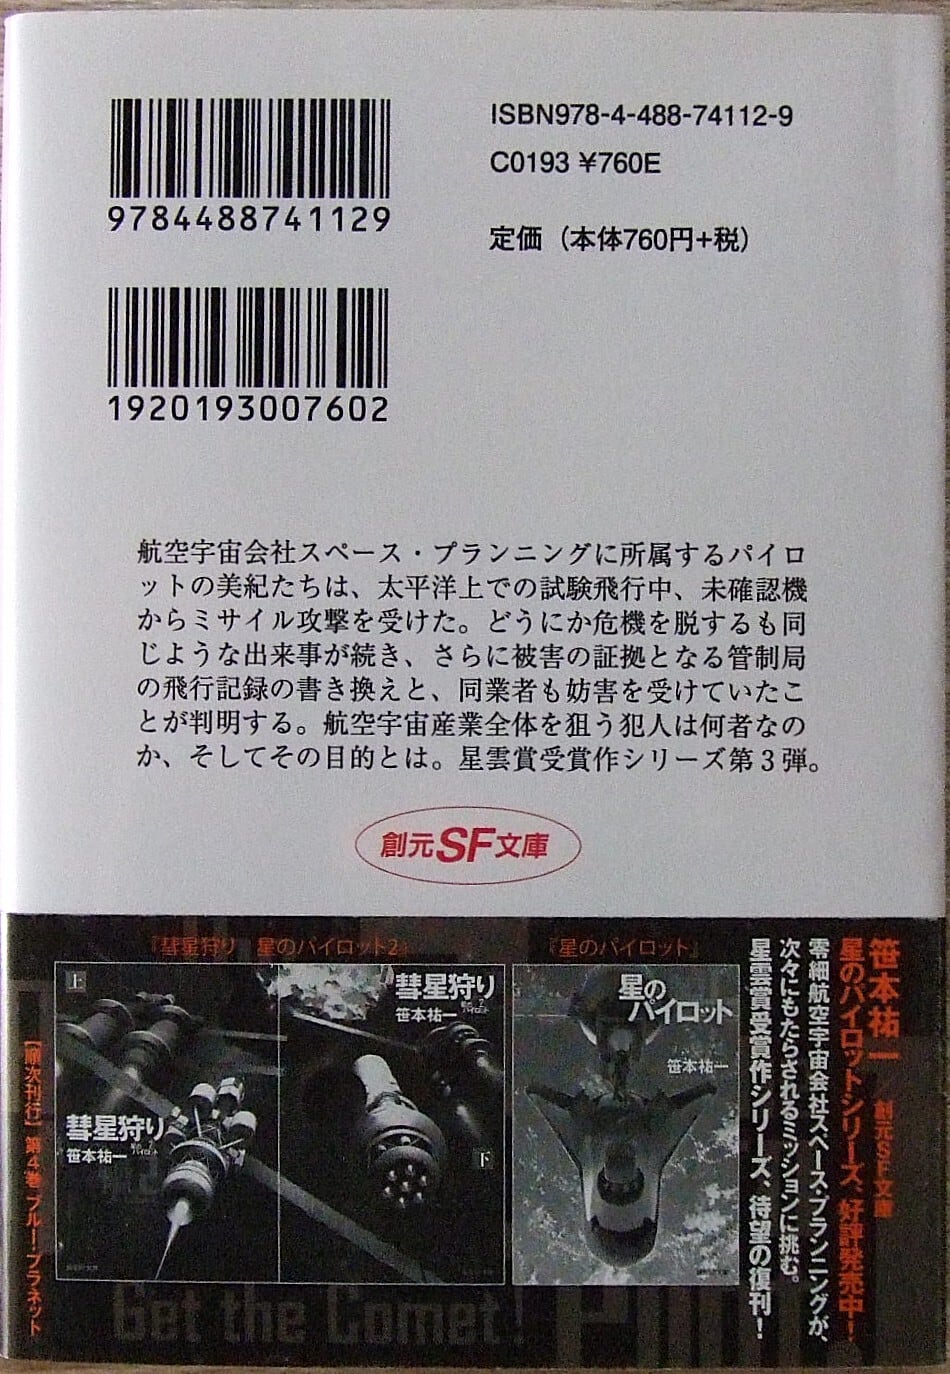 ISBN978-4-488-74112-9
C0193 ¥760E
定価（本体760円+税）
9784488741129
1920193007602
航空宇宙会社スペース・プランニングに所属するパイロ
ットの美紀たちは、太平洋上での試験飛行中、未確認機
からミサイル攻撃を受けた。どうにか危機を脱するも同
じような出来事が続き、さらに被害の証拠となる管制局
の飛行記録の書き換えと、同業者も妨害を受けていたこ
とが判明する。航空宇宙産業全体を狙う犯人は何者なの
か、そしてその目的とは。星雲賞受賞作シリーズ第３弾。
創元SF文庫
笹本祐一／創元SF文庫
星のパイロットシリーズ、好評発売中！
零細航空宇宙会社スペース・プランニングが、
次々にもたらされるミッションに挑む。
星雲賞受賞作シリーズ、待望の復刊！
『星のパイロット』
星の
パイロット
笹本祐一
『彗星狩り　星のパイロット2』
彗星狩り
笹本祐一
下
上
彗星狩り
笹本祐一
【順次刊行】第4巻 ブルー・プラネット
Get the Comet!